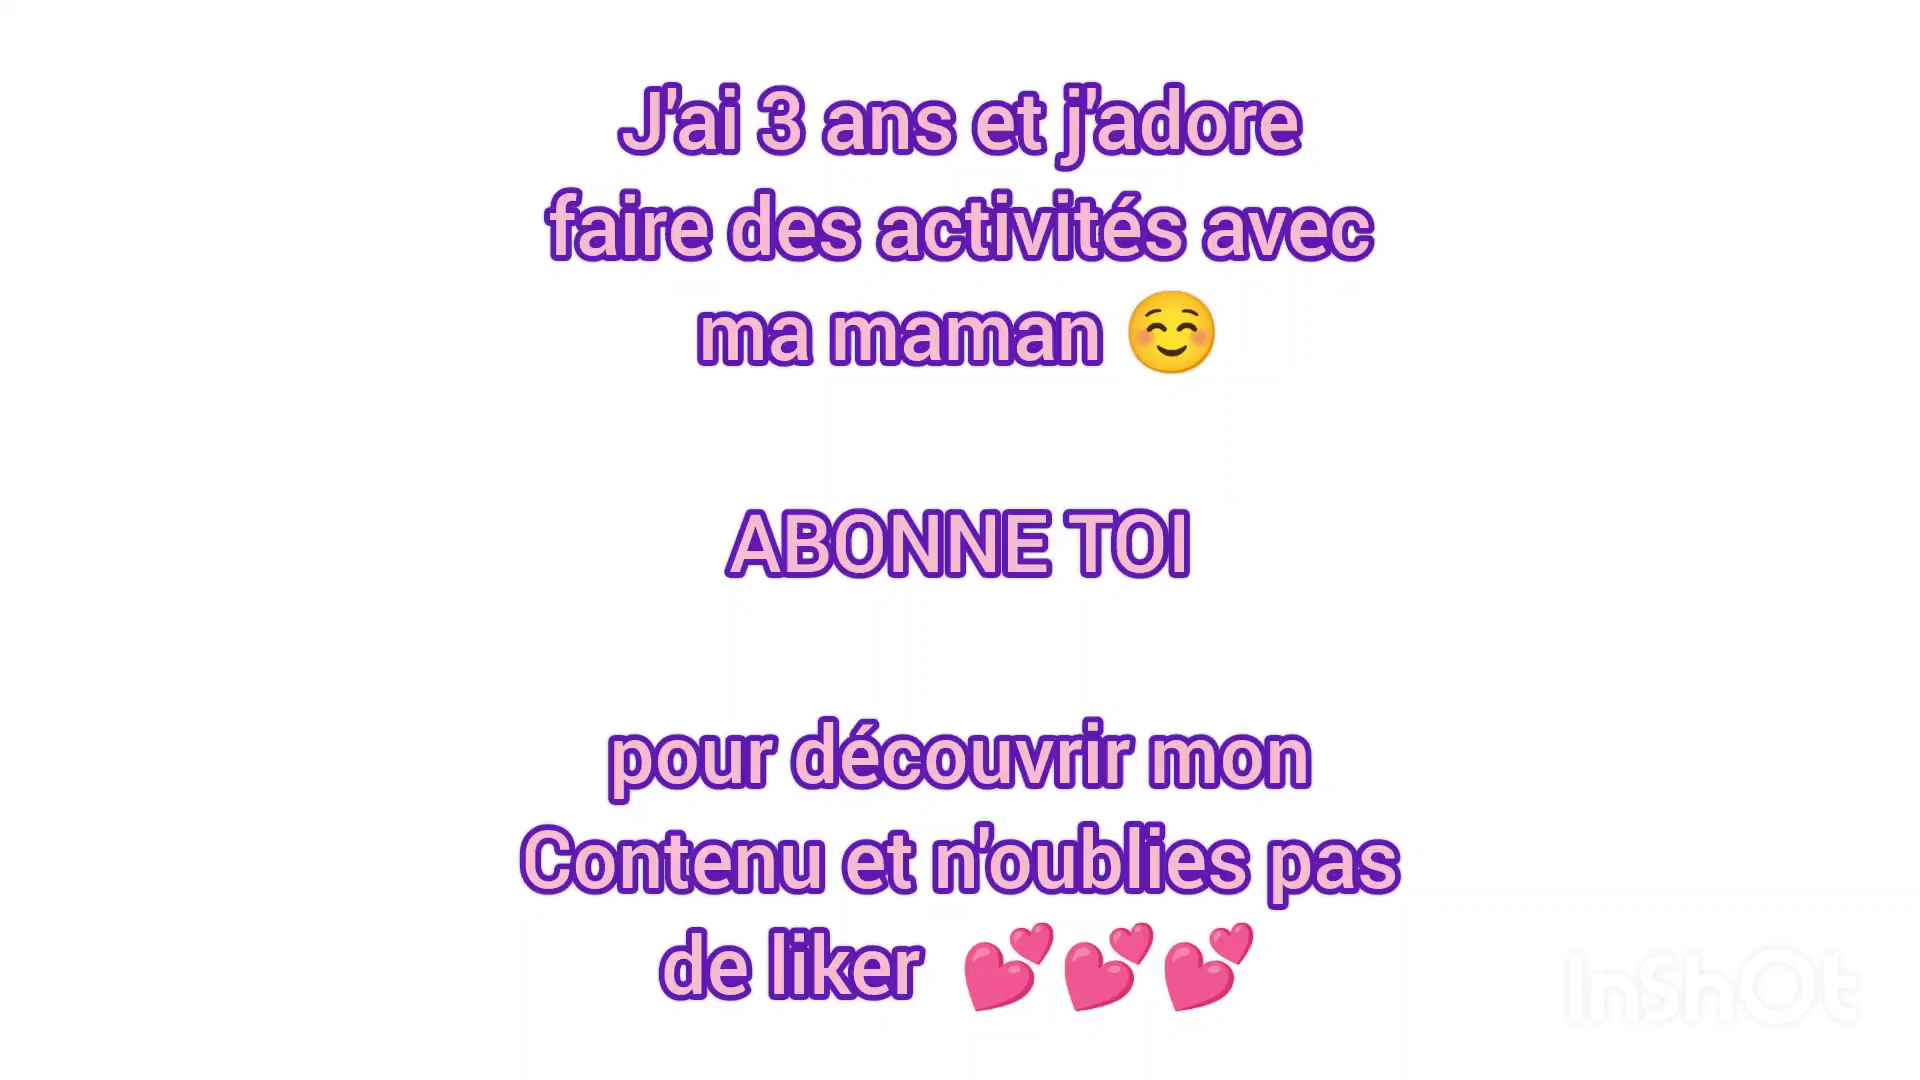 J'ai 3 ans et j'adore
faire des activités avec
ma maman ☺️
ABONNE TOI
pour découvrir mon
Contenu et n'oublies pas
de liker 💕💕💕
InShOt